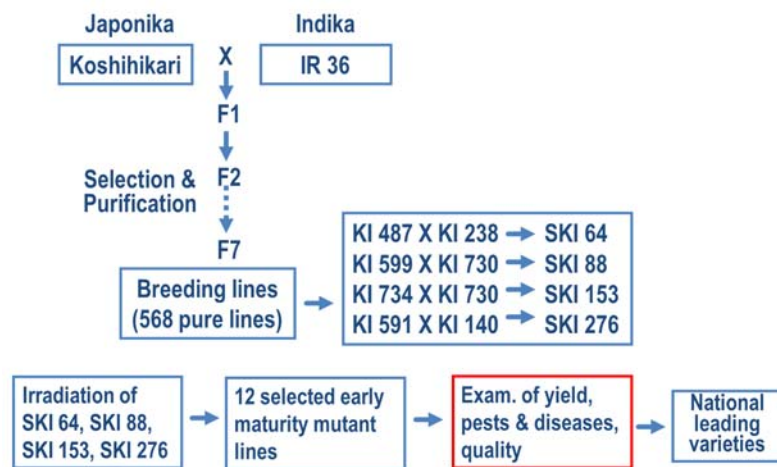 Japonika Indika
Koshihikari X IR 36
F1
Selection & F2
Purification
F7
Breeding lines
(568 pure lines)
KI 487 X KI 238 SKI 64
KI 599 X KI 730 SKI 88
KI 734 X KI 730 SKI 153
KI 591 X KI 140 SKI 276
Irradiation of
SKI 64, SKI 88,
SKI 153, SKI 276
12 selected early
maturity mutant
lines
Exam. of yield,
pests & diseases,
quality
National
leading
varieties